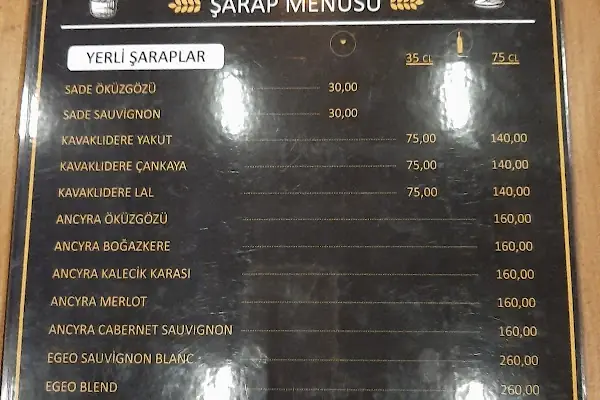 ŞARAP MENÜSÜ
YERLİ ŞARAPLAR 35 CL 75 CL
SADE ÖKÜZGÖZÜ 30,00
SADE SAUVİGNON 30,00
KAVAKLIDERE YAKUT 75,00 140,00
KAVAKLIDERE ÇANKAYA 75,00 140,00
KAVAKLIDERE LAL 75,00 140,00
ANCYRA ÖKÜZGÖZÜ 160,00
ANCYRA BOĞAZKERE 160,00
ANCYRA KALECİK KARASI 160,00
ANCYRA MERLOT 160,00
ANCYRA CABERNET SAUVİGNON 160,00
EGEO SAUVİGNON BLANC 260,00
EGEO BLEND 260,00